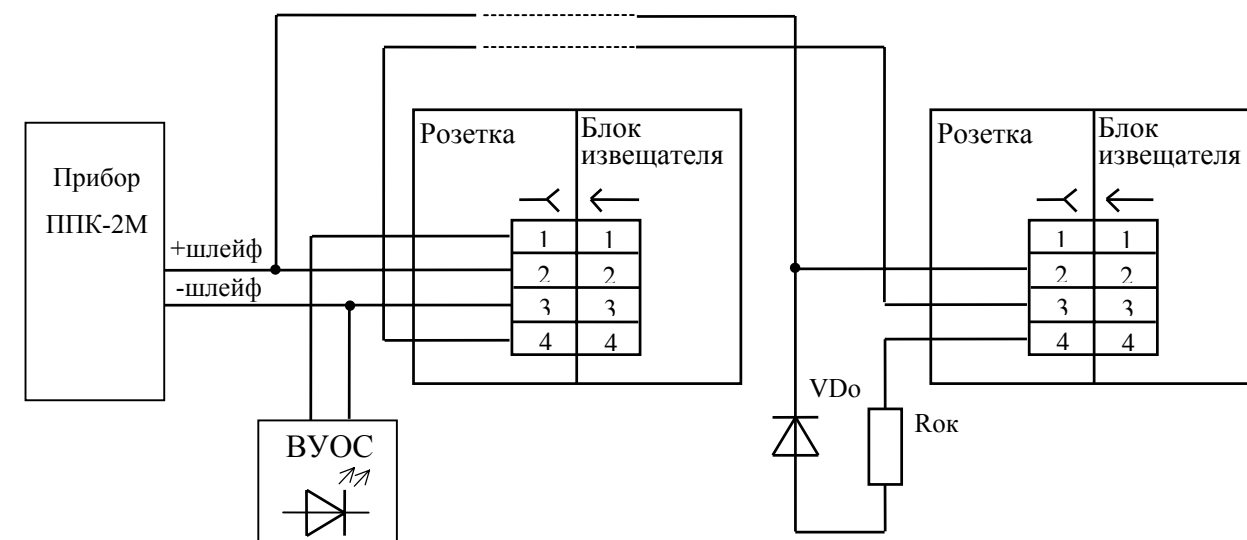 Прибор
ППК-2М
+шлейф
-шлейф
Розетка
Блок
извещателя
1 1
2 2
3 3
4 4
ВУОС
Розетка
Блок
извещателя
1 1
2 2
3 3
4 4
VDо
Rок